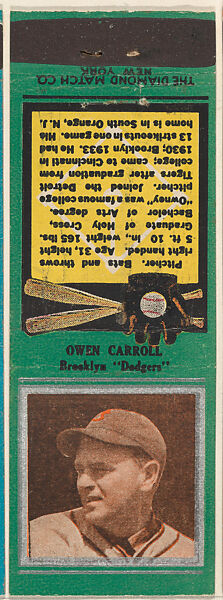 THE DIAMOND MATCH CO.
NEW YORK
Pitcher. Bats and throws
right handed. Age 31, height
5 ft. 10 in., weight 165 lbs.
Graduate of Holy Cross,
Bachelor of Arts degree.
"Owney" was a famous college
pitcher. Joined the Detroit
Tigers after graduation from
college; came to Cincinnati
1930; Brooklyn 1933. He had
13 strikeouts in one game. His
home is in South Orange, N. J.
OWEN CARROLL
Brooklyn "Dodgers"